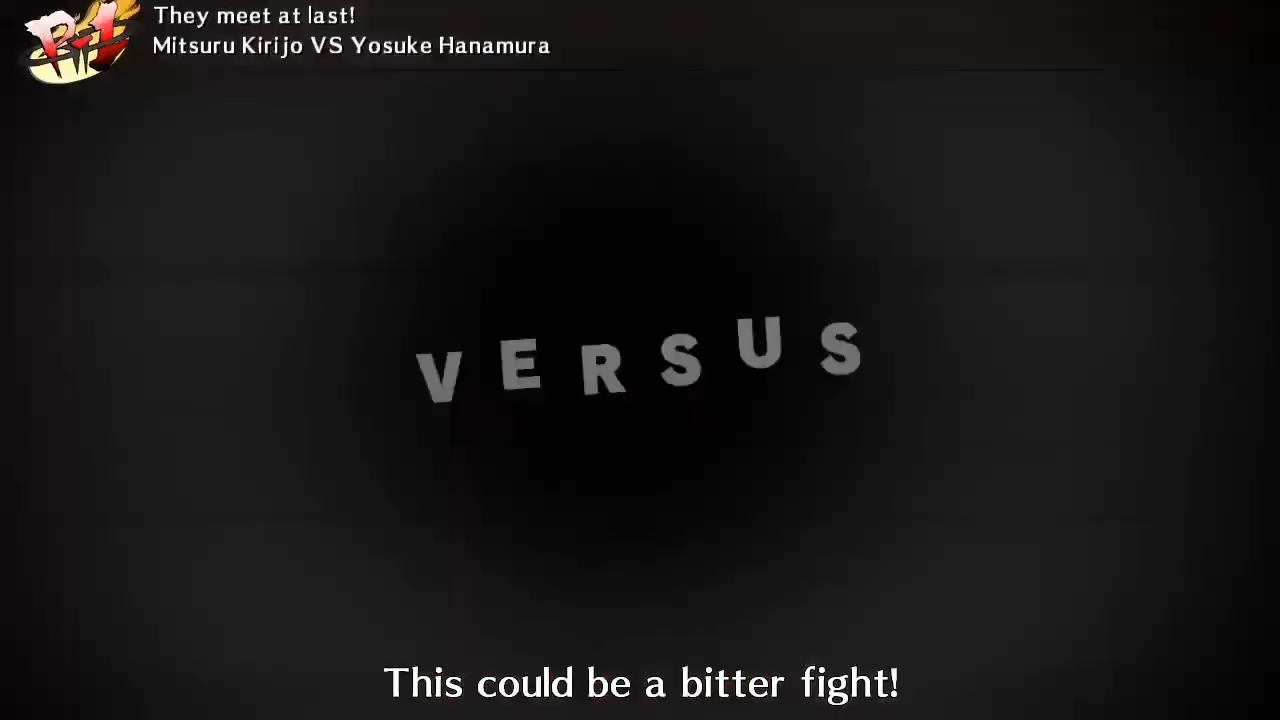 They meet at last!
Mitsuru Kirijo VS Yosuke Hanamura
VERSUS
This could be a bitter fight!